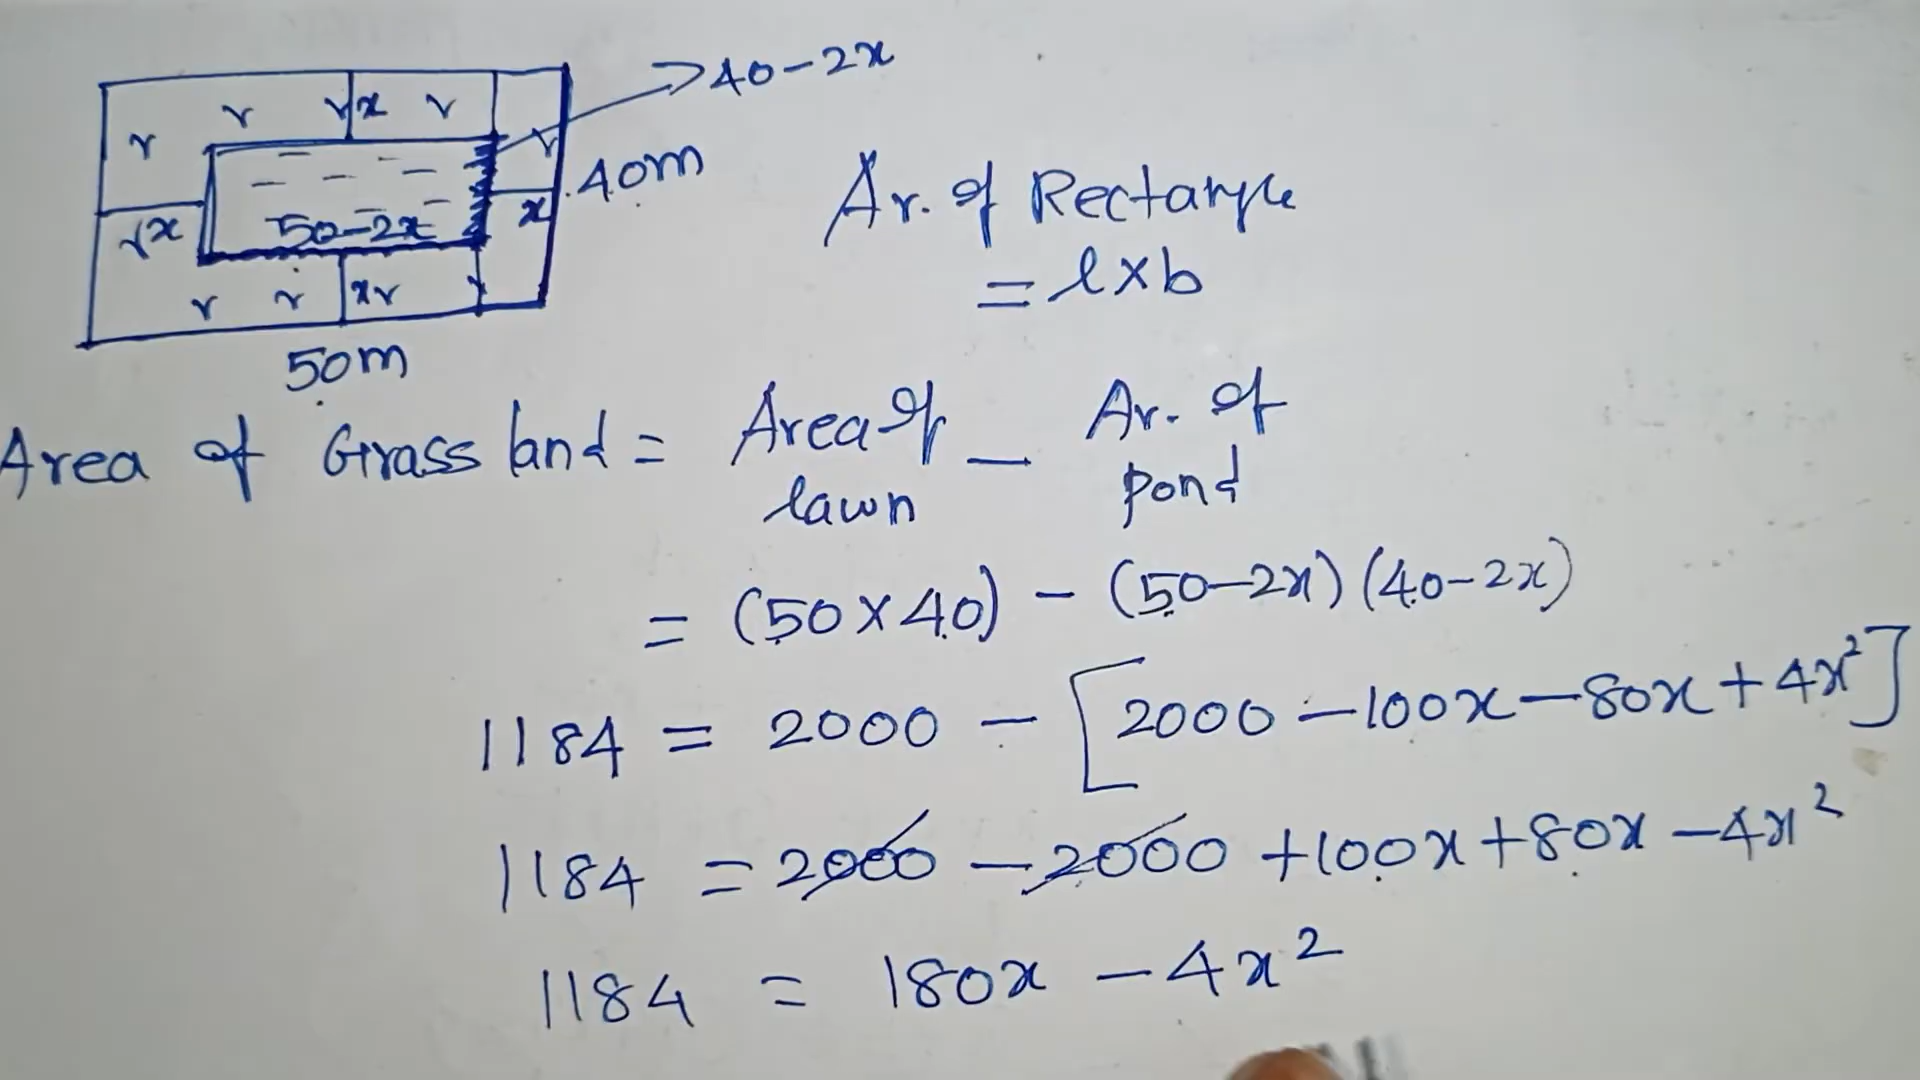 40-2x
x
40m
x
50-2x
x
x
50m
Ar. of Rectangle
= l×b
Area of Grass land = Area of lawn - Ar. of pond
= (50×40) - (50-2x)(40-2x)
1184 = 2000 - [2000-100x-80x+4x²]
1184 = 2000 - 2000 +100x+80x-4x²
1184 = 180x - 4x²